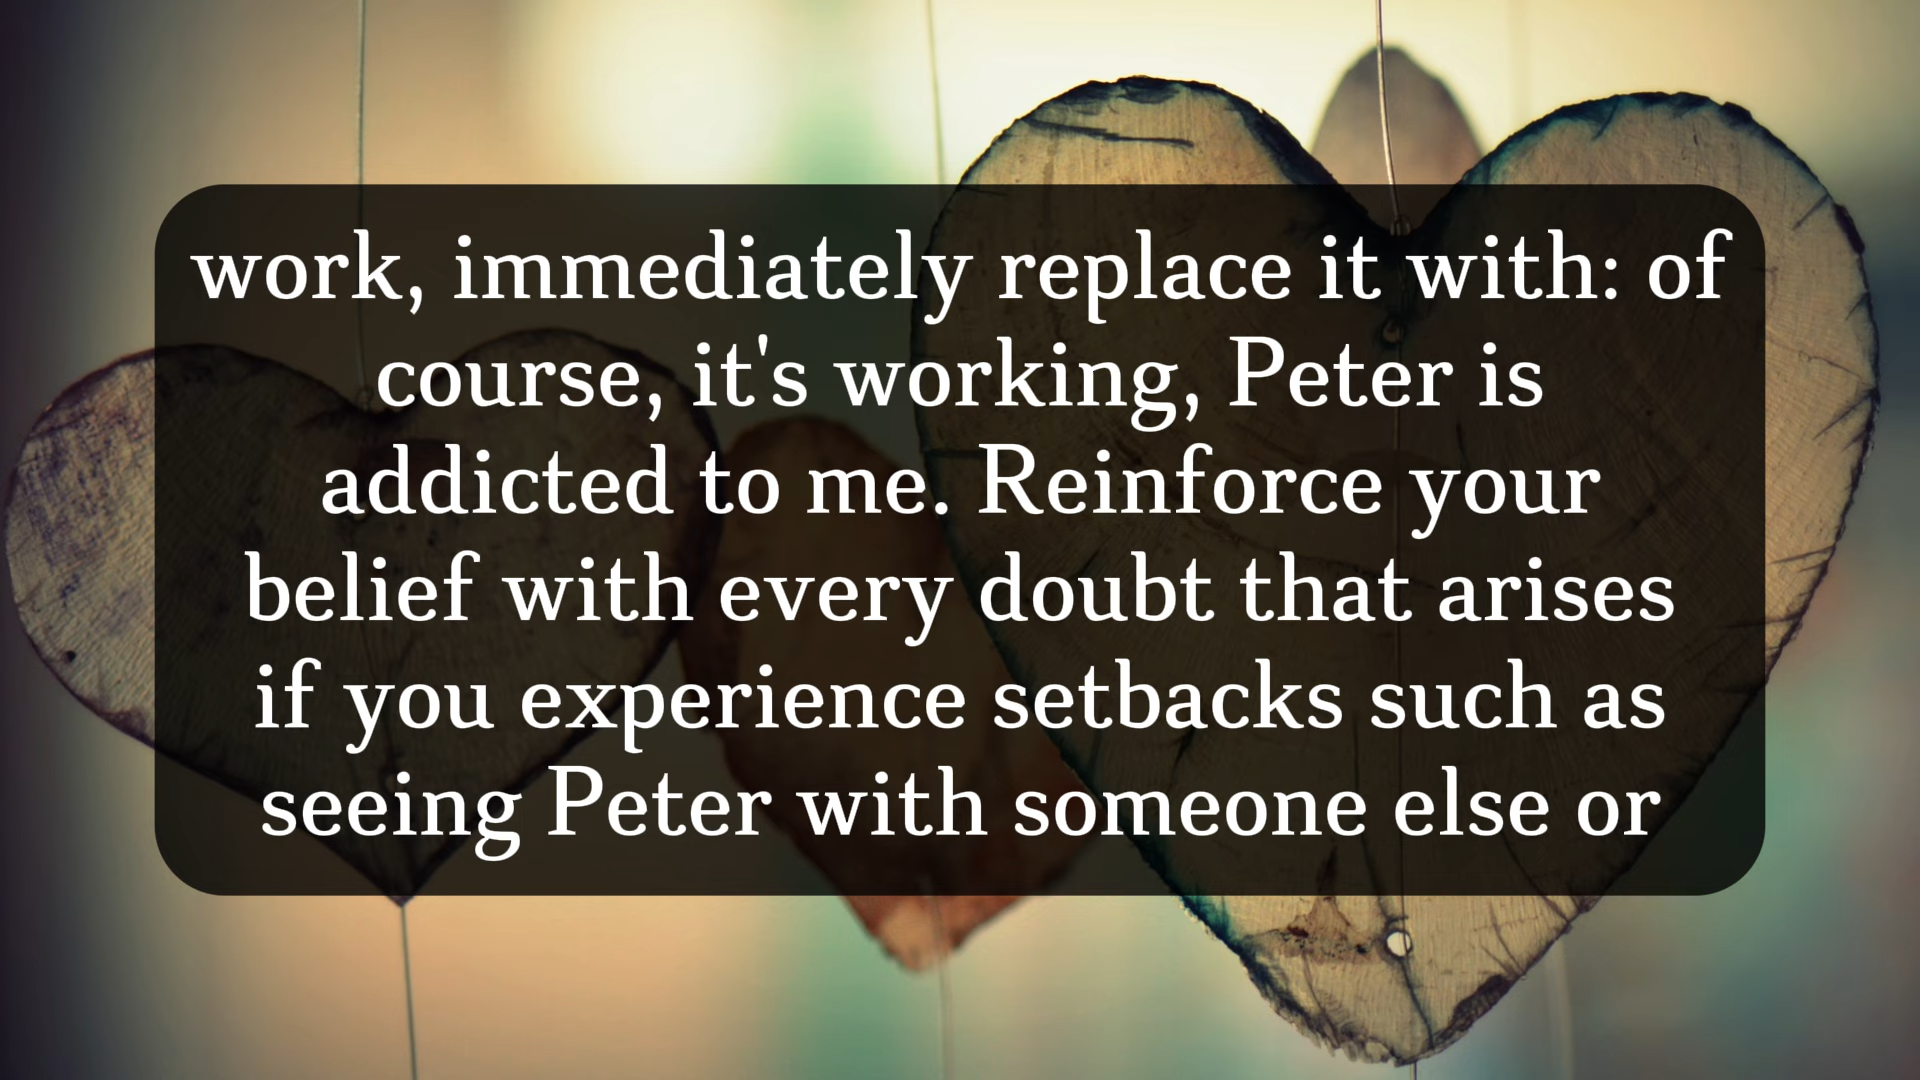 work, immediately replace it with: of
course, it's working, Peter is
addicted to me. Reinforce your
belief with every doubt that arises
if you experience setbacks such as
seeing Peter with someone else or